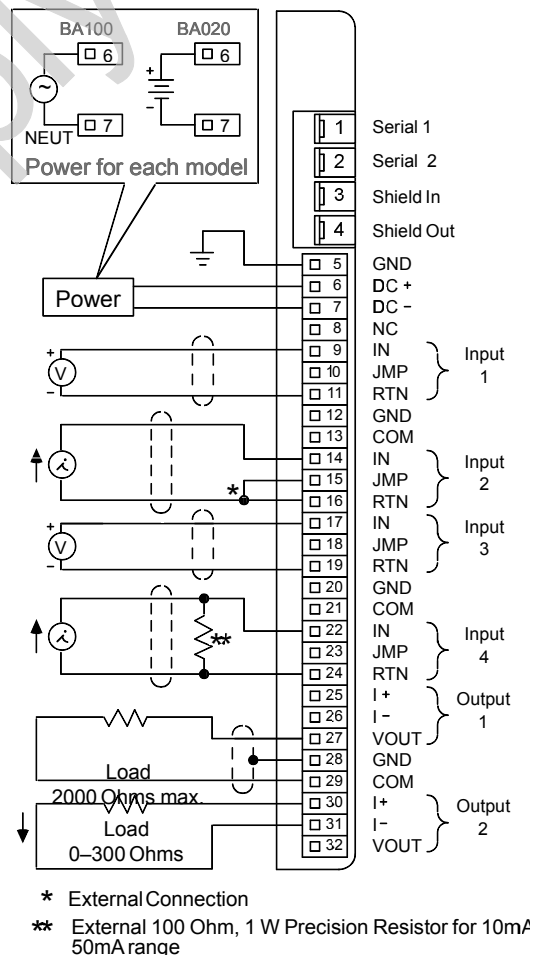 BA100 BA020
6 6
~
+
−
NEUT 7 7
Power for each model
Power
1 Serial 1
2 Serial 2
3 Shield In
4 Shield Out
5 GND
6 DC +
7 DC −
8 NC
9 IN
10 JMP
11 RTN
Input 1
12 GND
13 COM
14 IN
15 JMP
16 RTN
Input 2
17 IN
18 JMP
19 RTN
Input 3
20 GND
21 COM
22 IN
23 JMP
24 RTN
Input 4
25 I +
26 I −
27 VOUT
Output 1
28 GND
29 COM
30 I+
31 I−
32 VOUT
Output 2
+
V
−
i
*
+
V
−
i
**
Load
2000 Ohms max.
Load
0–300 Ohms
* External Connection
** External 100 Ohm, 1 W Precision Resistor for 10mA
50mA range